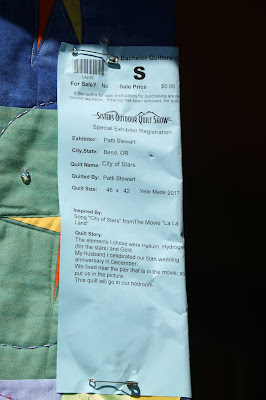 Bachelor Quilters
S
For Sale? No Sale Price $0.00
SISTERS OUTDOOR QUILT SHOW
Special Exhibitor Registration
Exhibitor: Patti Stewart
City,State: Bend, OR
Quilt Name: City of Stars
Quilted By: Patti Stewart
Quilt Size: 46 x 42 Year Made 2017
Inspired By:
Song "City of Stars" fromThe Movie "La La
Land"
Quilt Story:
The elements I chose were Helium, Hydroge
(for the stars) and Gold.
My husband I celebrated our 50th wedding
anniversary in December.
We lived near the pier that is in the movie, so
put us in the picture.
This quilt will go in our bedroom.